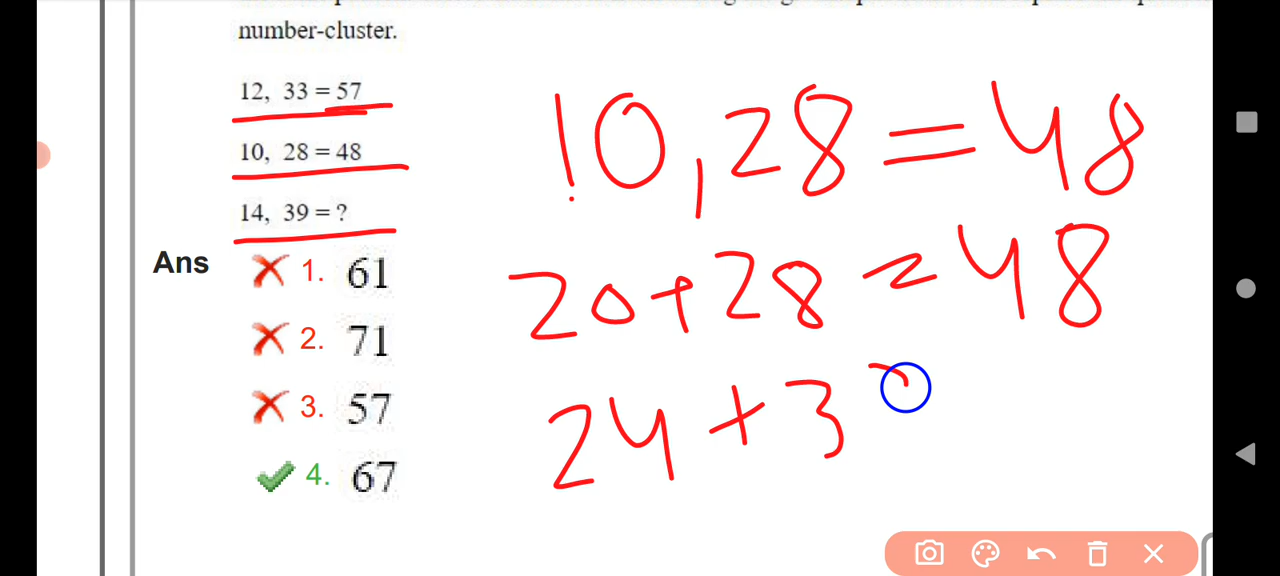 number-cluster.
12, 33 = 57
10, 28 = 48
14, 39 = ?
Ans
1. 61
2. 71
3. 57
4. 67
10,28 = 48
20+28 = 48
24+3